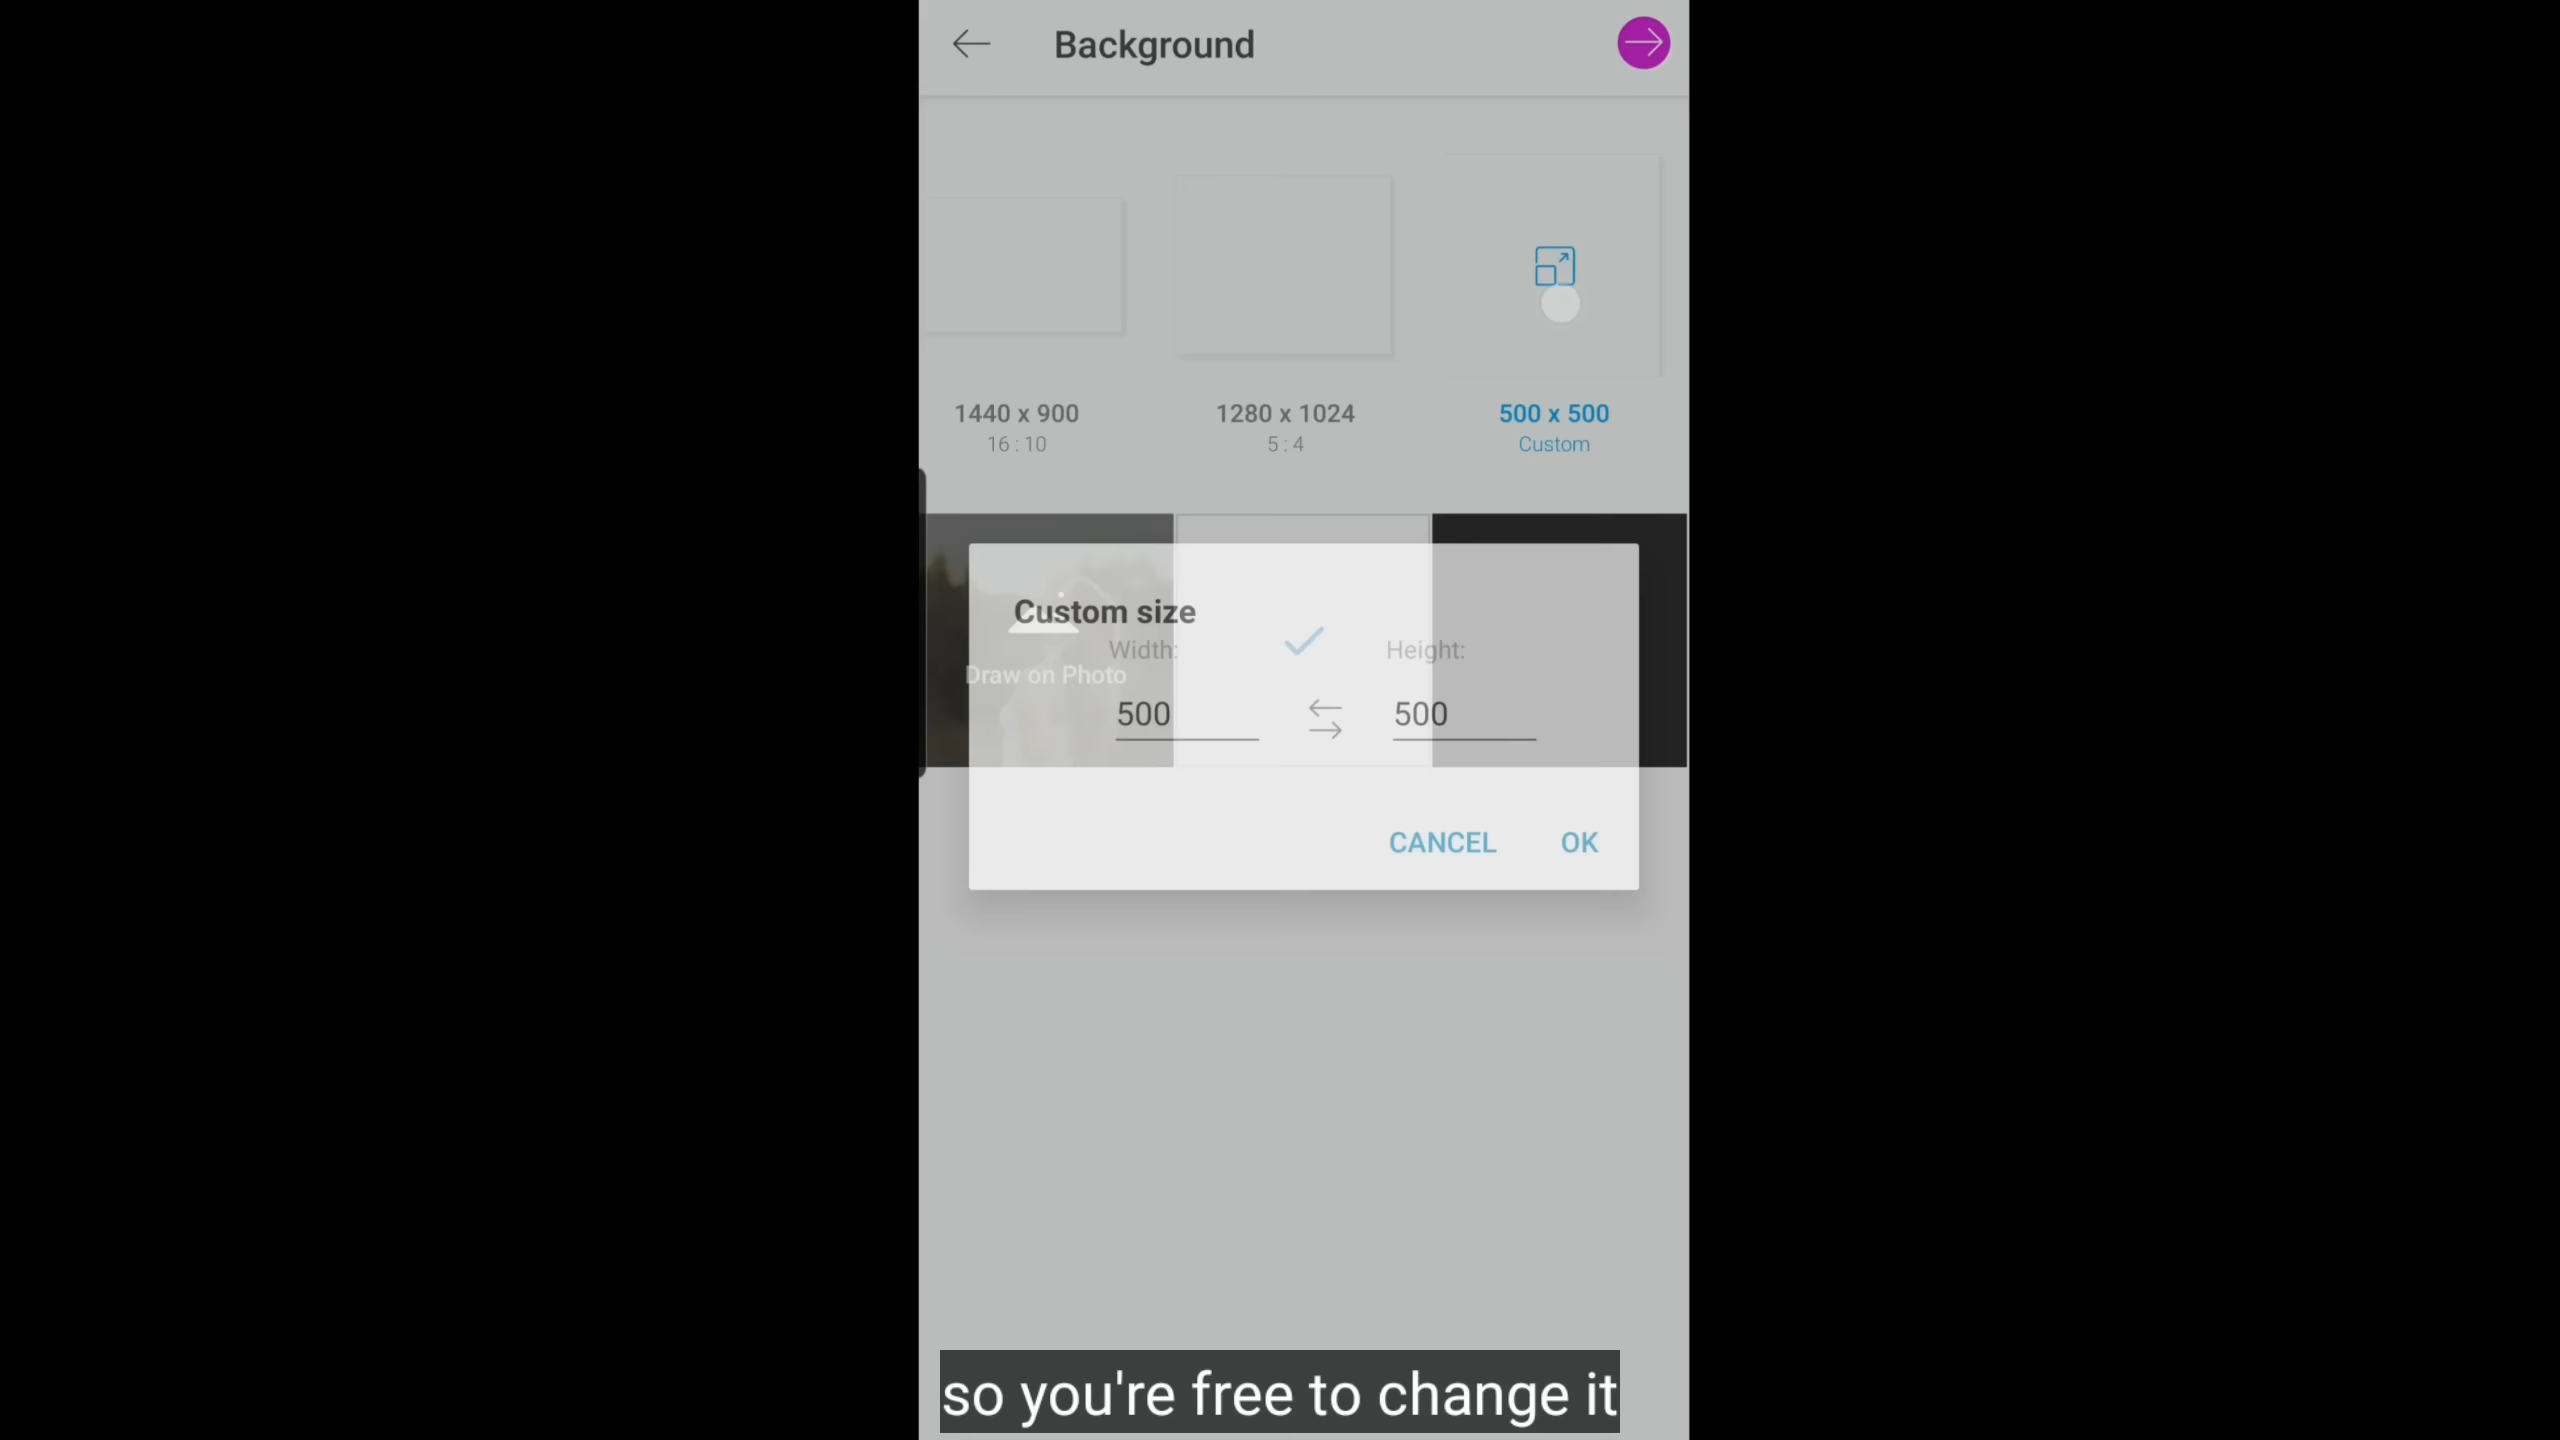 Background
1440 x 900
16 : 10
1280 x 1024
5 : 4
500 x 500
Custom
Custom size
Width:
Height:
Draw on Photo
500
500
CANCEL
OK
so you're free to change it